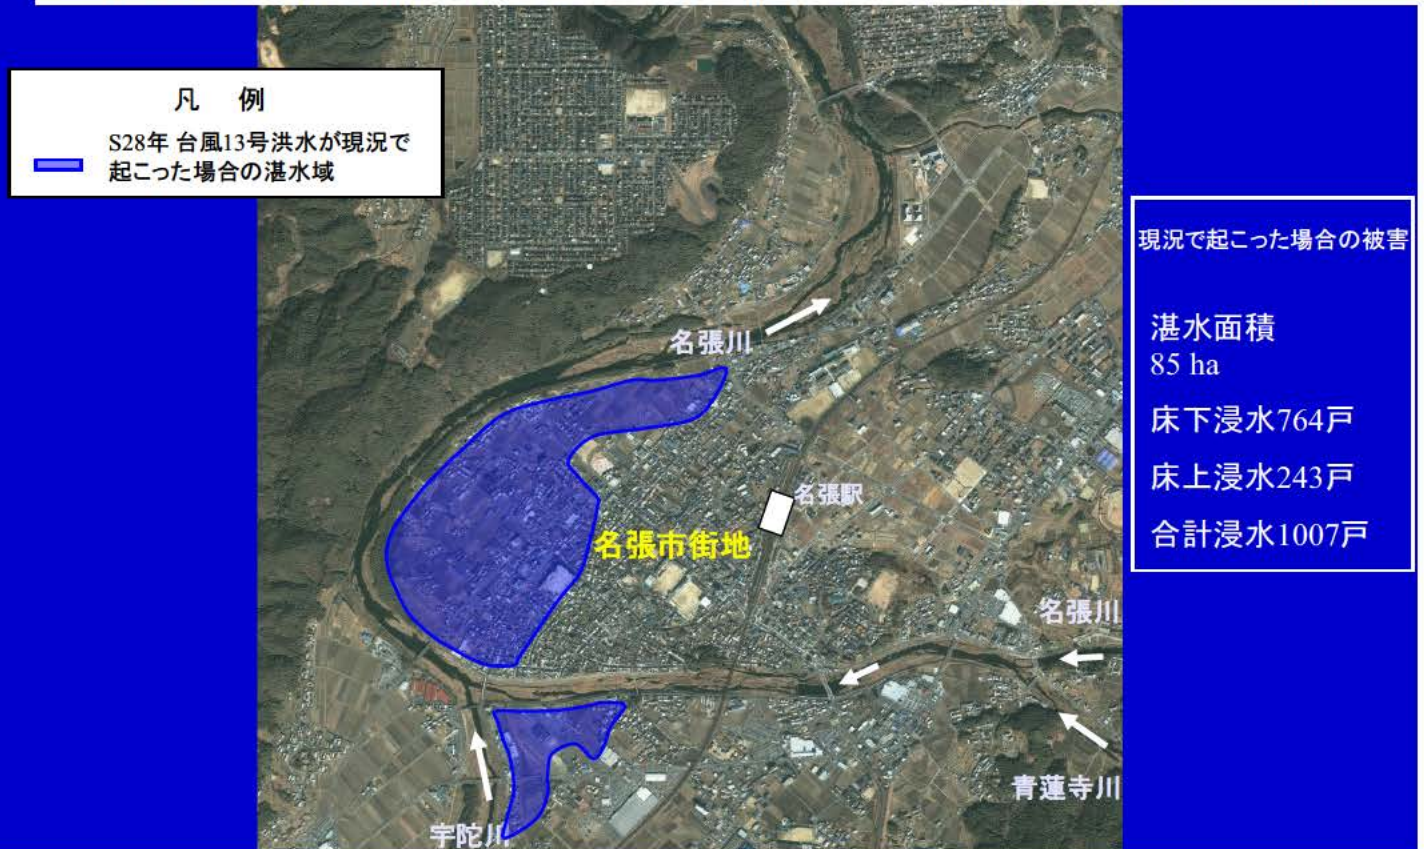 凡 例
S28年 台風13号洪水が現況で
起こった場合の湛水域
現況で起こった場合の被害
湛水面積
85 ha
床下浸水764戸
床上浸水243戸
合計浸水1007戸
名張川
名張駅
名張市街地
名張川
青蓮寺川
宇陀川